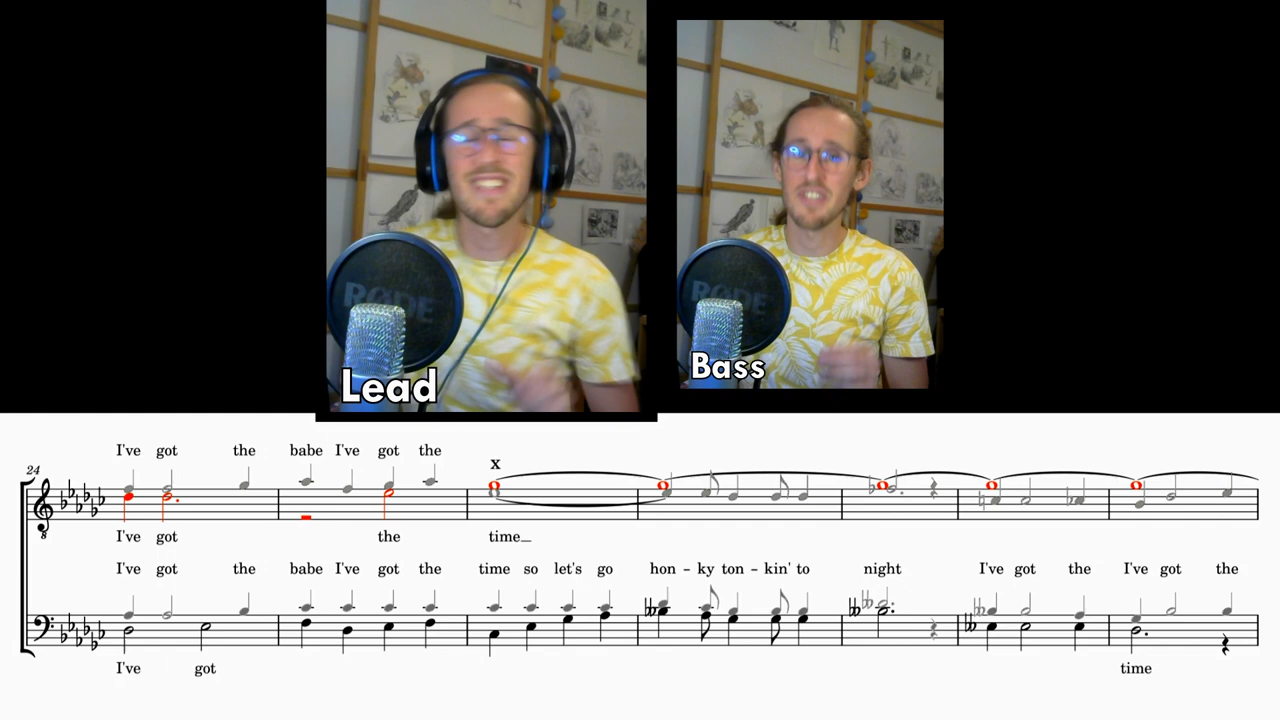 RØDE
RØDE
Lead
Bass
I've got the babe I've got the
24
x
8
I've got the time_
I've got the babe I've got the time so let's go hon - ky ton - kin' to night I've got the I've got the
I've got time